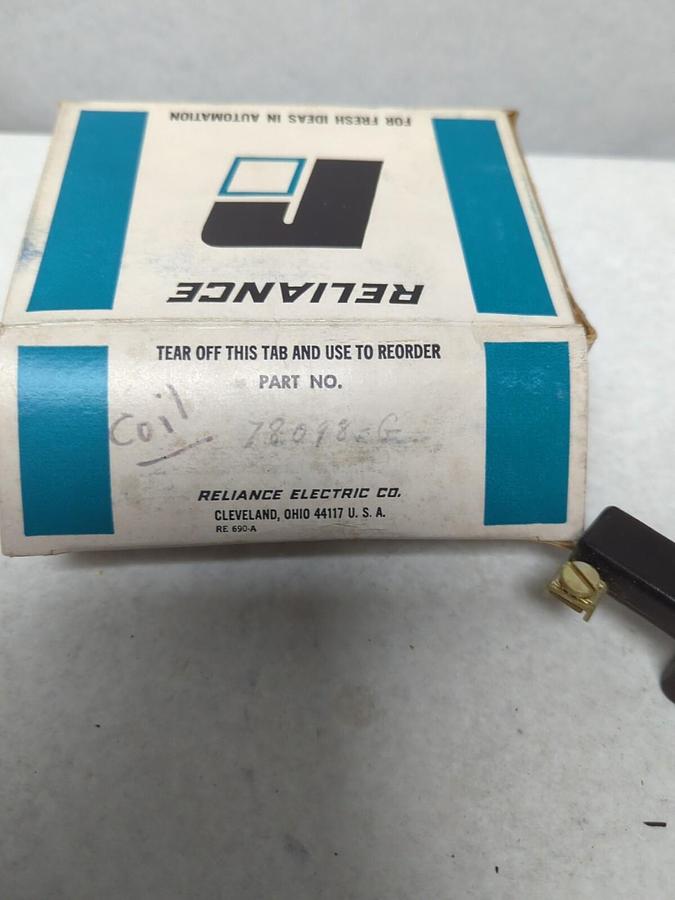 FOR FRESH IDEAS IN AUTOMATION
RELIANCE
TEAR OFF THIS TAB AND USE TO REORDER
PART NO.
Coil 78098-G
RELIANCE ELECTRIC CO.
CLEVELAND, OHIO 44117 U. S. A.
RE 690-A